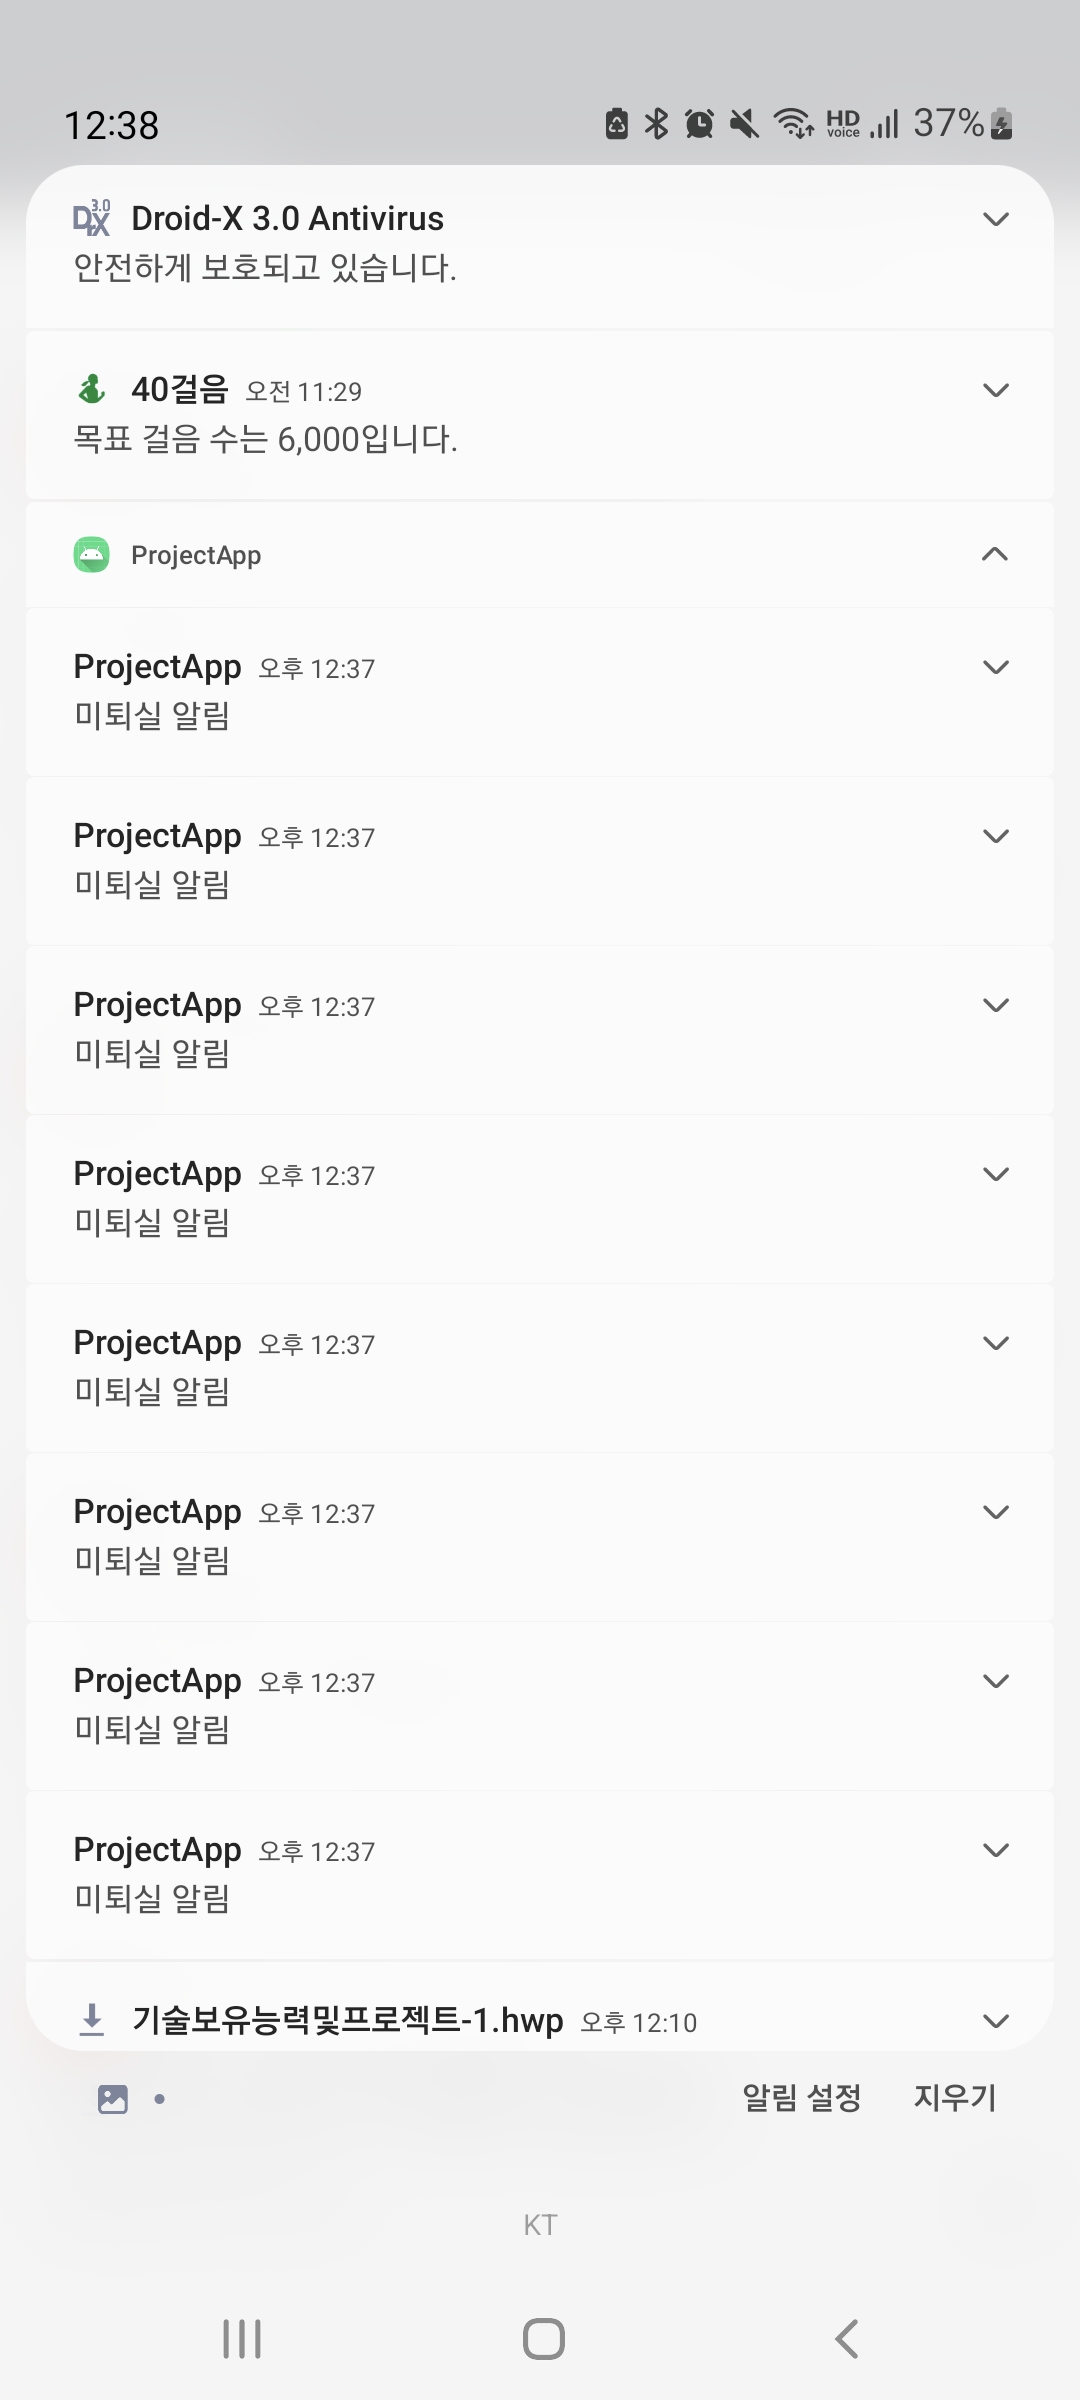 12:38
HD voice 37%
3.0 DX Droid-X 3.0 Antivirus
안전하게 보호되고 있습니다.
40걸음 오전 11:29
목표 걸음 수는 6,000입니다.
ProjectApp
ProjectApp 오후 12:37
미퇴실 알림
ProjectApp 오후 12:37
미퇴실 알림
ProjectApp 오후 12:37
미퇴실 알림
ProjectApp 오후 12:37
미퇴실 알림
ProjectApp 오후 12:37
미퇴실 알림
ProjectApp 오후 12:37
미퇴실 알림
ProjectApp 오후 12:37
미퇴실 알림
ProjectApp 오후 12:37
미퇴실 알림
기술보유능력및프로젝트-1.hwp 오후 12:10
알림 설정 지우기
KT